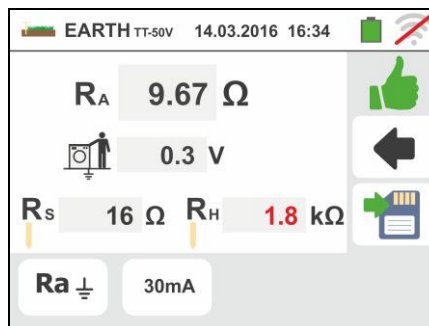 EARTH TT-50V 14.03.2016 16:34
RA 9.67 Ω
0.3 V
RS 16 Ω RH 1.8 kΩ
Ra 30mA